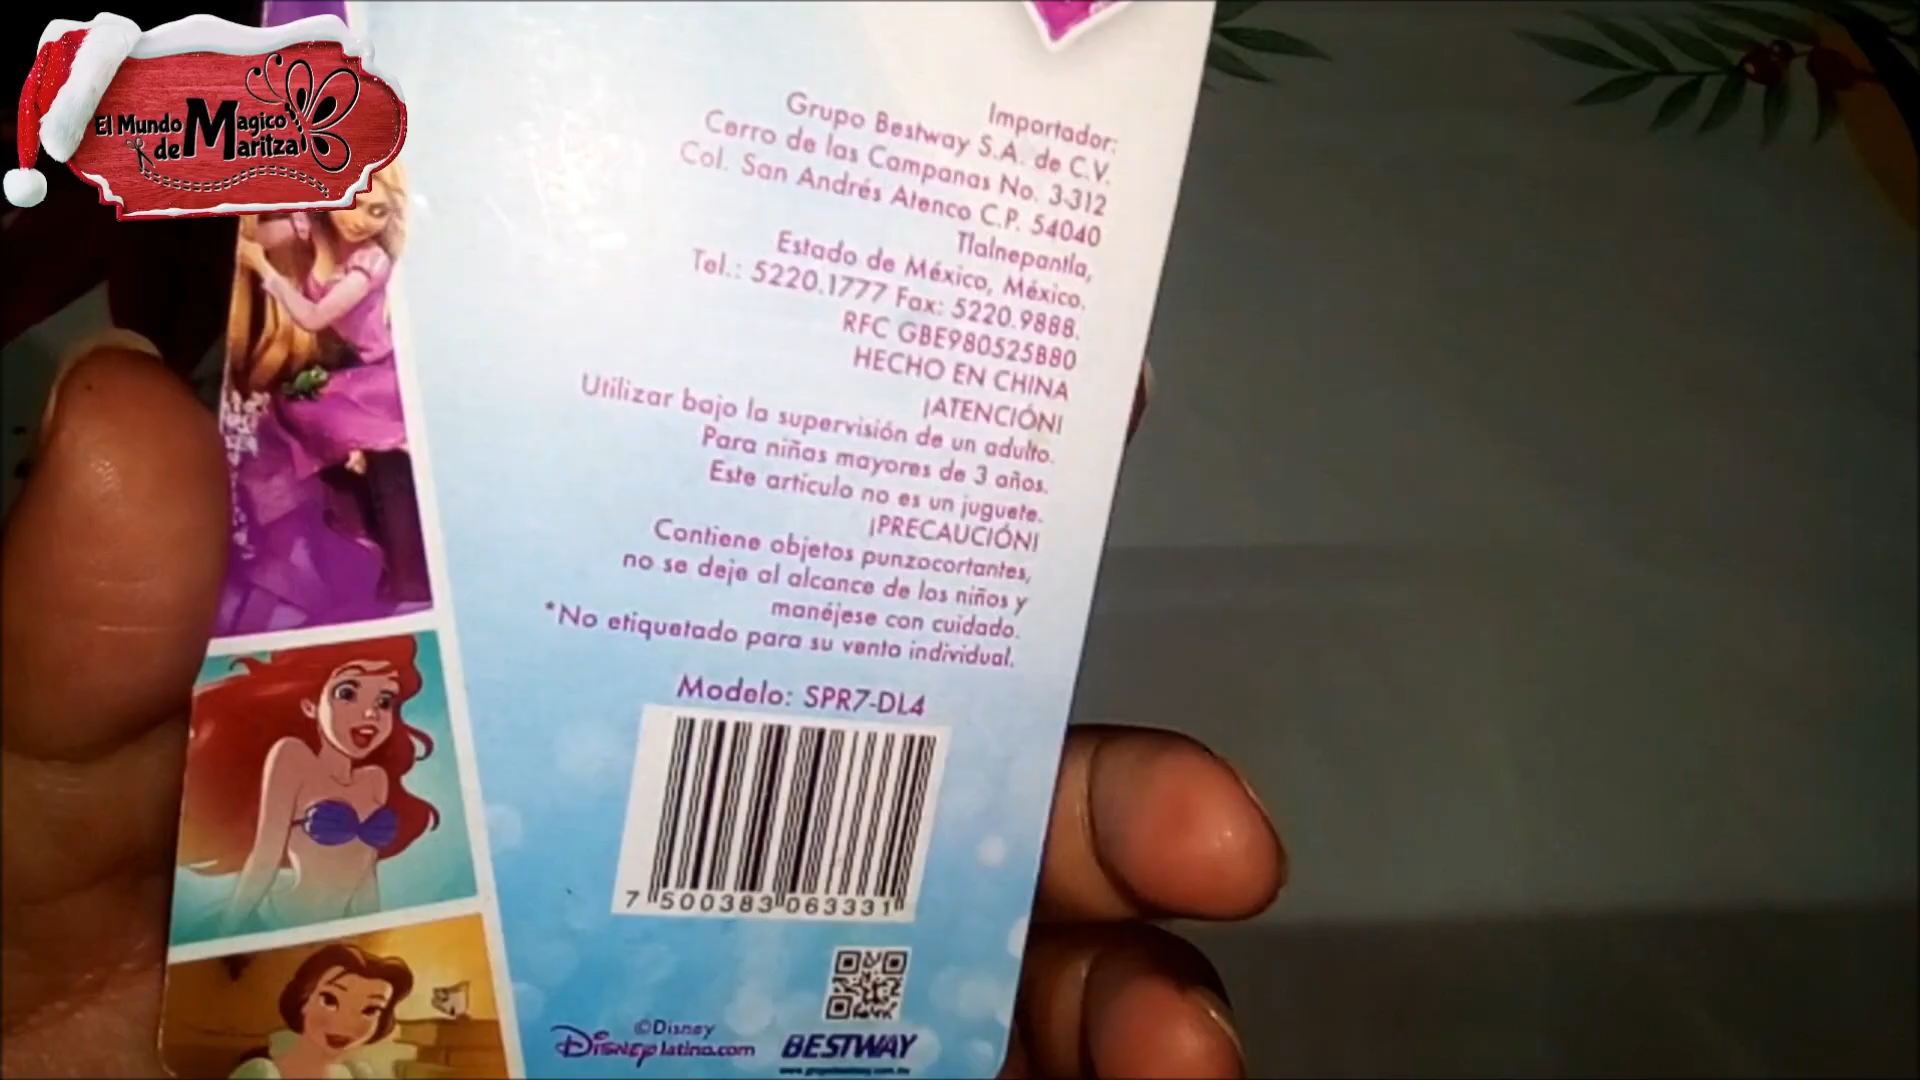 El Mundo Magico
de Maritza
Importador:
Grupo Bestway S.A. de C.V.
Cerro de las Campanas No. 3-312
Col. San Andrés Atenco C.P. 54040
Tlalnepantla,
Estado de México, México.
Tel.: 5220.1777 Fax: 5220.9888.
RFC GBE980525B80
HECHO EN CHINA
¡ATENCIÓN!
Utilizar bajo la supervisión de un adulto.
Para niñas mayores de 3 años.
Este artículo no es un juguete.
¡PRECAUCIÓN!
Contiene objetos punzocortantes,
no se deje al alcance de los niños y
manéjese con cuidado.
*No etiquetado para su venta individual.
Modelo: SPR7-DL4
7 500383 063331
©Disney
Disneylatino.com
BESTWAY